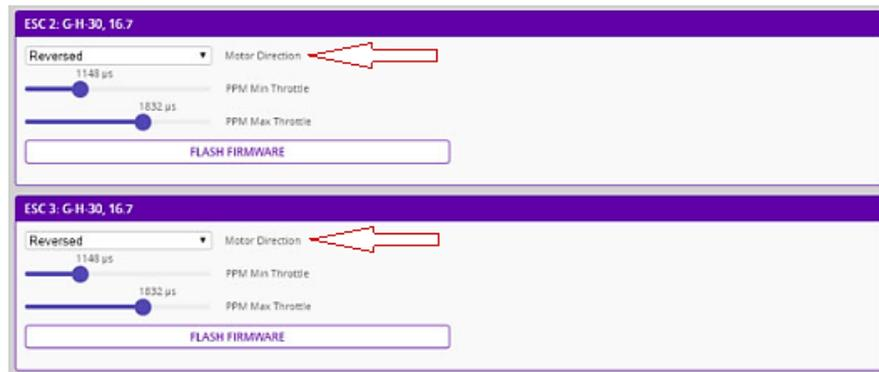 ESC 2: G-H-30, 16.7
Reversed Motor Direction
1148 µs
PPM Min Throttle
1832 µs
PPM Max Throttle
FLASH FIRMWARE
ESC 3: G-H-30, 16.7
Reversed Motor Direction
1148 µs
PPM Min Throttle
1832 µs
PPM Max Throttle
FLASH FIRMWARE